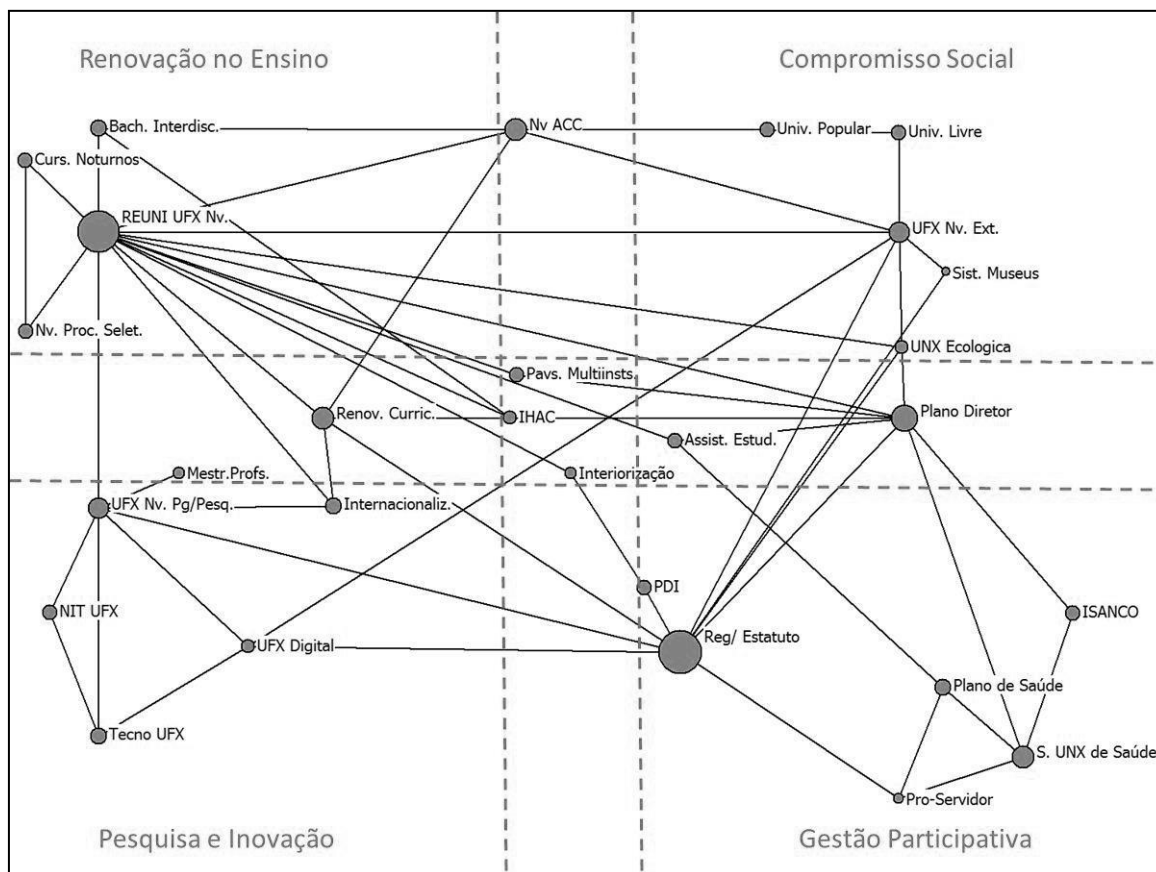 Renovação no Ensino
Compromisso Social
Bach. Interdisc.
Nv ACC
Univ. Popular
Univ. Livre
Curs. Noturnos
REUNI UFX Nv.
UFX Nv. Ext.
Sist. Museus
Nv. Proc. Selet.
UNX Ecologica
Pavs. Multiinsts.
Renov. Curric.
IHAC
Plano Diretor
Assist. Estud.
Mestr.Profs.
Interiorização
UFX Nv. Pg/Pesq.
Internacionaliz.
PDI
NIT UFX
ISANCO
UFX Digital
Reg/ Estatuto
Plano de Saúde
Tecno UFX
S. UNX de Saúde
Pro-Servidor
Pesquisa e Inovação
Gestão Participativa